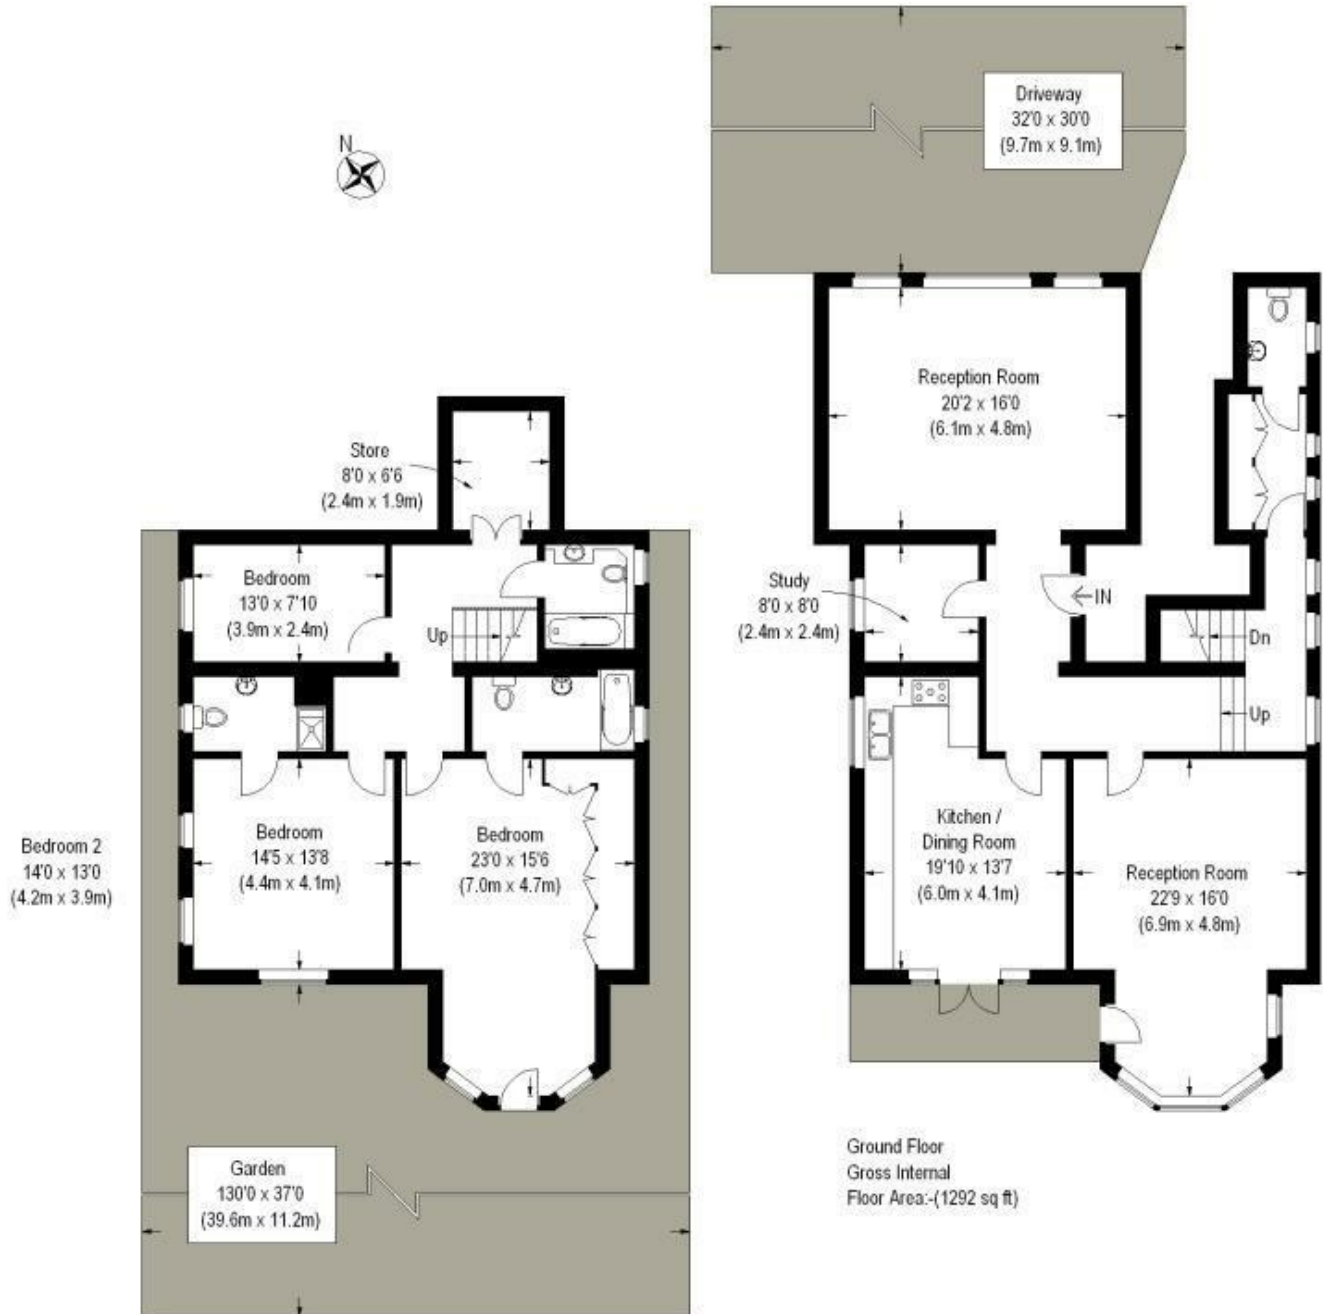 Driveway
32'0 x 30'0
(9.7m x 9.1m)
N
Reception Room
20'2 x 16'0
(6.1m x 4.8m)
Store
8'0 x 6'6
(2.4m x 1.9m)
Bedroom
13'0 x 7'10
(3.9m x 2.4m)
Up
Study
8'0 x 8'0
(2.4m x 2.4m)
IN
Dn
Up
Bedroom 2
14'0 x 13'0
(4.2m x 3.9m)
Bedroom
14'5 x 13'8
(4.4m x 4.1m)
Bedroom
23'0 x 15'6
(7.0m x 4.7m)
Kitchen /
Dining Room
19'10 x 13'7
(6.0m x 4.1m)
Reception Room
22'9 x 16'0
(6.9m x 4.8m)
Garden
130'0 x 37'0
(39.6m x 11.2m)
Ground Floor
Gross Internal
Floor Area:-(1292 sq ft)